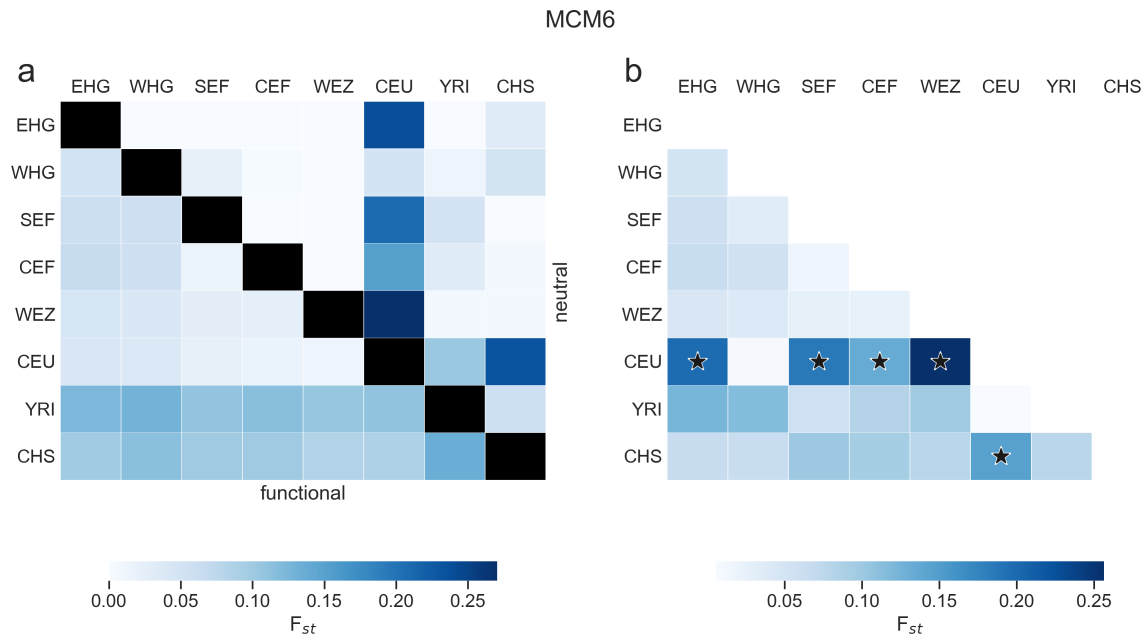 MCM6
a
EHG WHG SEF CEF WEZ CEU YRI CHS
EHG
WHG
SEF
CEF
WEZ
CEU
YRI
CHS
neutral
functional
0.00 0.05 0.10 0.15 0.20 0.25
Fst
b
EHG WHG SEF CEF WEZ CEU YRI CHS
EHG
WHG
SEF
CEF
WEZ
CEU
YRI
CHS
0.05 0.10 0.15 0.20 0.25
Fst